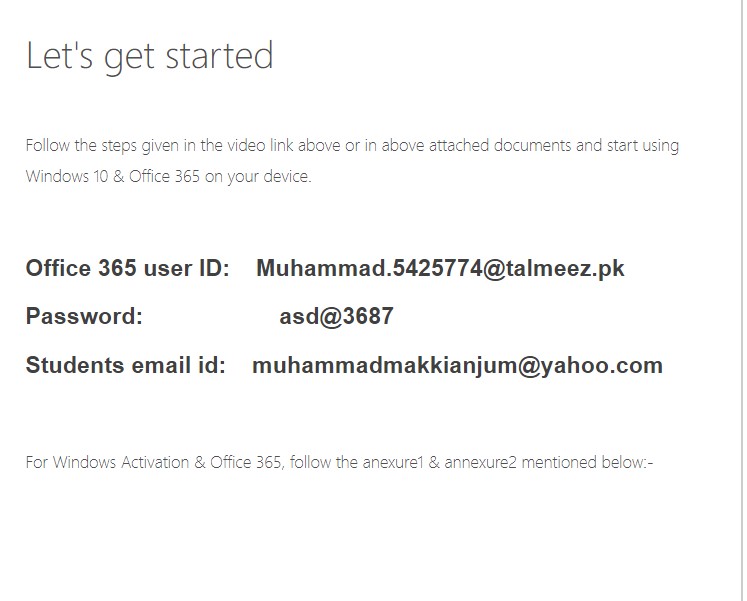 Let's get started
Follow the steps given in the video link above or in above attached documents and start using
Windows 10 & Office 365 on your device.
Office 365 user ID: Muhammad.5425774@talmeez.pk
Password: asd@3687
Students email id: muhammadmakkianjum@yahoo.com
For Windows Activation & Office 365, follow the anexure1 & annexure2 mentioned below:-